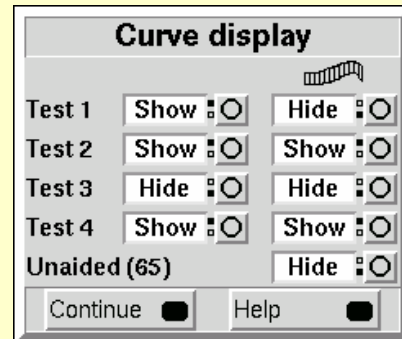 Curve display
Test 1 Show Hide
Test 2 Show Show
Test 3 Hide Hide
Test 4 Show Show
Unaided (65) Hide
Continue Help